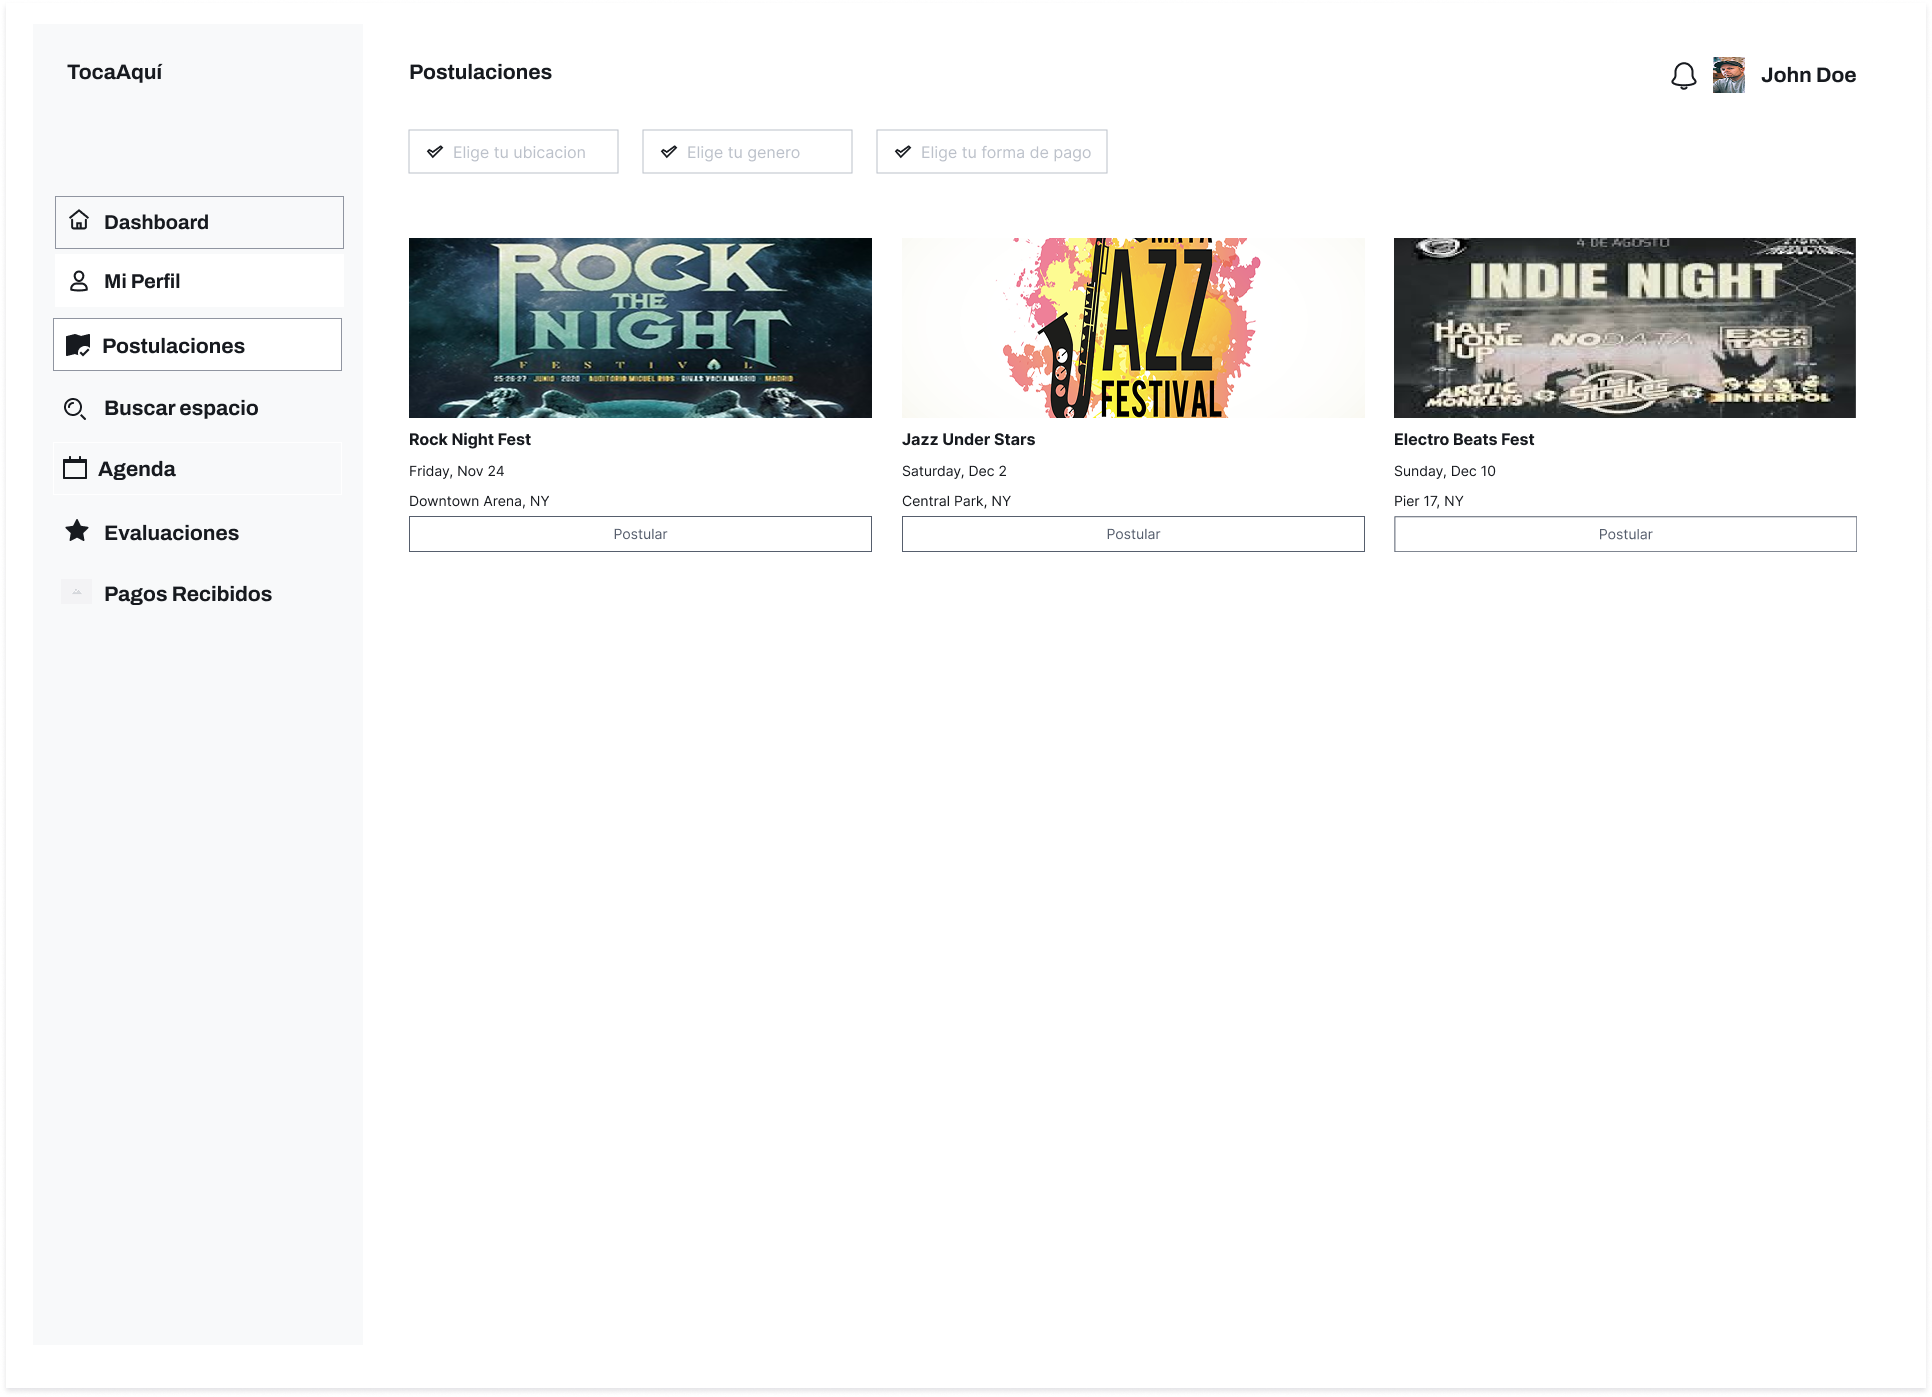 TocaAquí
Postulaciones
John Doe
Elige tu ubicacion
Elige tu genero
Elige tu forma de pago
Dashboard
Mi Perfil
Postulaciones
Buscar espacio
Agenda
Evaluaciones
Pagos Recibidos
ROCK
THE
NIGHT
FESTIVAL
25·26·27 · JUNIO · 2020 · AUDITORIO MIGUEL RIOS · RIVAS VACIAMADRID · MADRID
Rock Night Fest
Friday, Nov 24
Downtown Arena, NY
Postular
JAZZ
FESTIVAL
Jazz Under Stars
Saturday, Dec 2
Central Park, NY
Postular
4 DE AGOSTO
INDIE NIGHT
HALF
TONE
UP
NODATA
ARCTIC
MONKEYS
The
Strokes
INTERPOL
Electro Beats Fest
Sunday, Dec 10
Pier 17, NY
Postular